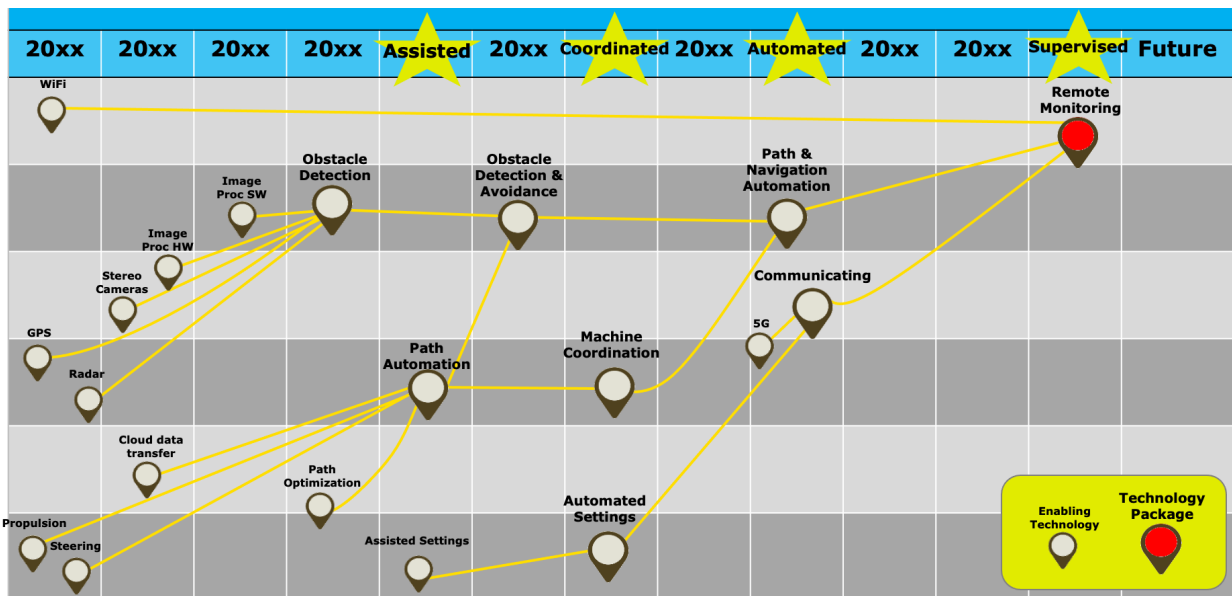 20xx
20xx
20xx
20xx
Assisted
20xx
Coordinated
20xx
Automated
20xx
20xx
Supervised
Future
WiFi
Remote
Monitoring
Obstacle
Detection
Obstacle
Detection &
Avoidance
Path &
Navigation
Automation
Image
Proc SW
Image
Proc HW
Stereo
Cameras
Communicating
GPS
5G
Radar
Path
Automation
Machine
Coordination
Cloud data
transfer
Path
Optimization
Automated
Settings
Propulsion
Steering
Assisted Settings
Enabling
Technology
Technology
Package